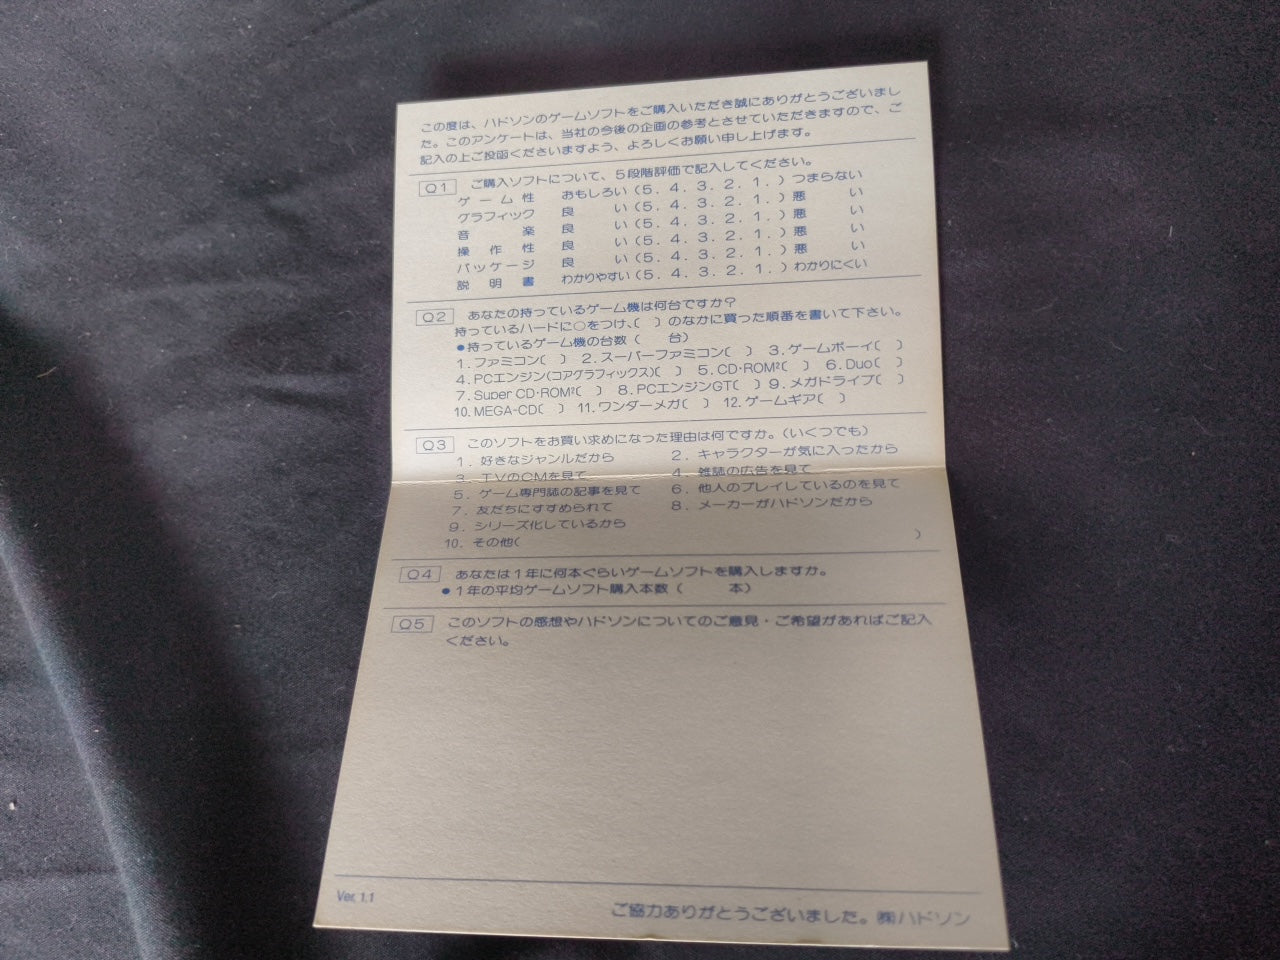 この度は、ハドソンのゲームソフトをご購入いただき誠にありがとうございまし
た。このアンケートは、当社の今後の企画の参考とさせていただきますので、ご
記入の上ご投函くださいますよう、よろしくお願い申し上げます。
Q1 ご購入ソフトについて、5段階評価で記入してください。
ゲーム性 おもしろい(5．4．3．2．1．)つまらない
グラフィック 良い(5．4．3．2．1．)悪い
音楽 良い(5．4．3．2．1．)悪い
操作性 良い(5．4．3．2．1．)悪い
パッケージ 良い(5．4．3．2．1．)悪い
説明書 わかりやすい(5．4．3．2．1．)わかりにくい
Q2 あなたの持っているゲーム機は何台ですか?
持っているハードに○をつけ、( )のなかに買った順番を書いて下さい。
●持っているゲーム機の台数( 台)
1.ファミコン( ) 2.スーパーファミコン( ) 3.ゲームボーイ( )
4.PCエンジン(コアグラフィックス)( ) 5.CD･ROM²( ) 6.Duo( )
7.Super CD･ROM²( ) 8.PCエンジンGT( ) 9.メガドライブ( )
10.MEGA-CD( ) 11.ワンダーメガ( ) 12.ゲームギア( )
Q3 このソフトをお買い求めになった理由は何ですか。(いくつでも)
1．好きなジャンルだから 2．キャラクターが気に入ったから
3．TVのCMを見て 4．雑誌の広告を見て
5．ゲーム専門誌の記事を見て 6．他人のプレイしているのを見て
7．友だちにすすめられて 8．メーカーがハドソンだから
9．シリーズ化しているから
10．その他( )
Q4 あなたは1年に何本ぐらいゲームソフトを購入しますか。
●1年の平均ゲームソフト購入本数( 本)
Q5 このソフトの感想やハドソンについてのご意見・ご希望があればご記入
ください。
Ver. 1.1
ご協力ありがとうございました。㈱ハドソン